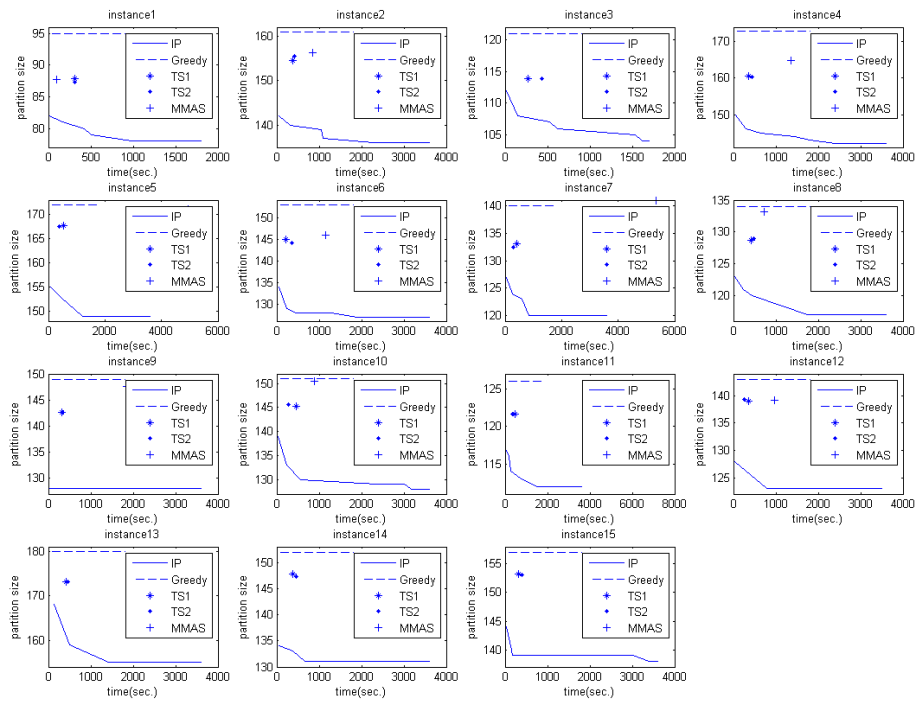 instance1
95
90
85
80
partition size
IP
Greedy
TS1
TS2
MMAS
0 500 1000 1500 2000
time(sec.)
instance2
160
150
140
partition size
IP
Greedy
TS1
TS2
MMAS
0 1000 2000 3000 4000
time(sec.)
instance3
120
115
110
105
partition size
IP
Greedy
TS1
TS2
MMAS
0 500 1000 1500 2000
time(sec.)
instance4
170
160
150
partition size
IP
Greedy
TS1
TS2
MMAS
0 1000 2000 3000 4000
time(sec.)
instance5
170
165
160
155
150
partition size
IP
Greedy
TS1
TS2
MMAS
0 2000 4000 6000
time(sec.)
instance6
150
145
140
135
130
partition size
IP
Greedy
TS1
TS2
MMAS
0 1000 2000 3000 4000
time(sec.)
instance7
140
135
130
125
120
partition size
IP
Greedy
TS1
TS2
MMAS
0 2000 4000 6000
time(sec.)
instance8
135
130
125
120
partition size
IP
Greedy
TS1
TS2
MMAS
0 1000 2000 3000 4000
time(sec.)
instance9
150
145
140
135
130
partition size
IP
Greedy
TS1
TS2
MMAS
0 1000 2000 3000 4000
time(sec.)
instance10
150
145
140
135
130
partition size
IP
Greedy
TS1
TS2
MMAS
0 1000 2000 3000 4000
time(sec.)
instance11
125
120
115
partition size
IP
Greedy
TS1
TS2
MMAS
0 2000 4000 6000 8000
time(sec.)
instance12
140
135
130
125
partition size
IP
Greedy
TS1
TS2
MMAS
0 1000 2000 3000 4000
time(sec.)
instance13
180
170
160
partition size
IP
Greedy
TS1
TS2
MMAS
0 1000 2000 3000 4000
time(sec.)
instance14
150
145
140
135
130
partition size
IP
Greedy
TS1
TS2
MMAS
0 1000 2000 3000 4000
time(sec.)
instance15
155
150
145
140
partition size
IP
Greedy
TS1
TS2
MMAS
0 1000 2000 3000 4000
time(sec.)